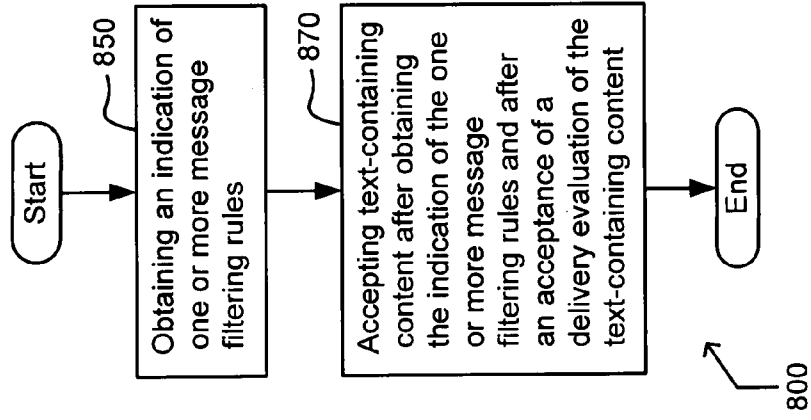 Start
850
Obtaining an indication of
one or more message
filtering rules
870
Accepting text-containing
content after obtaining
the indication of the one
or more message
filtering rules and after
an acceptance of a
delivery evaluation of the
text-containing content
End
800